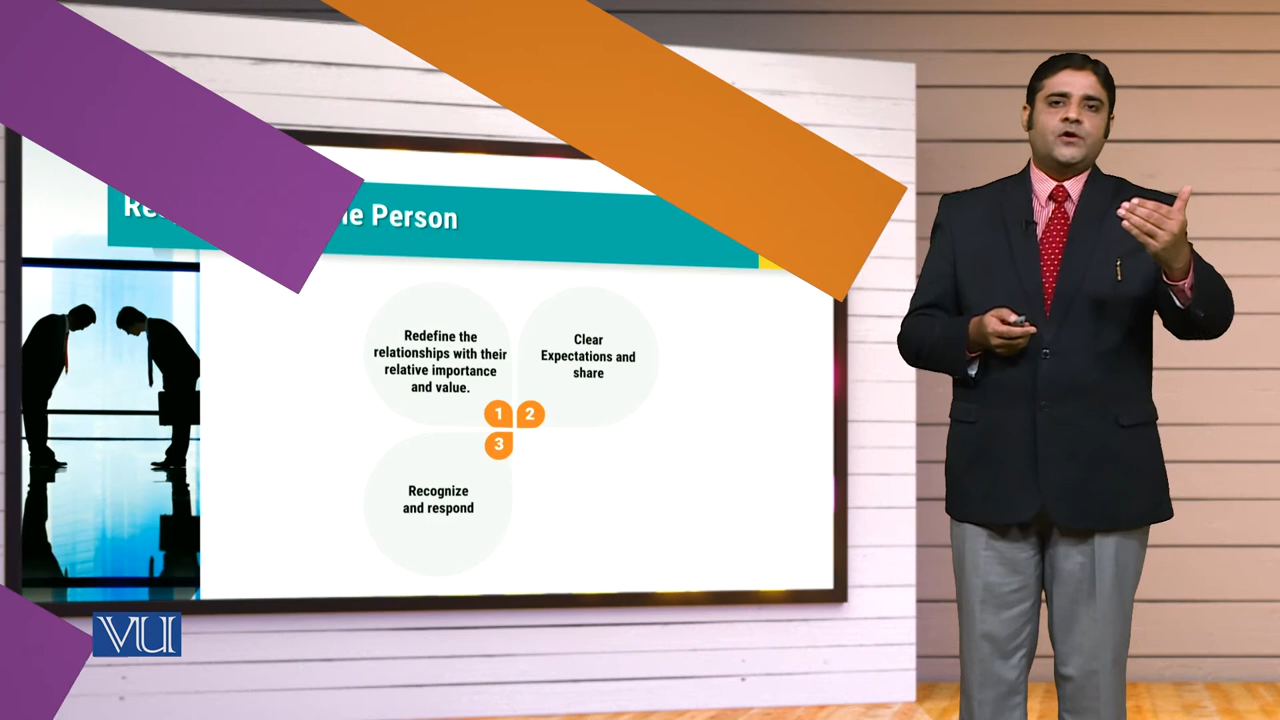 Person
Redefine the
relationships with their
relative importance
and value.
Clear
Expectations and
share
1
2
3
Recognize
and respond
VU